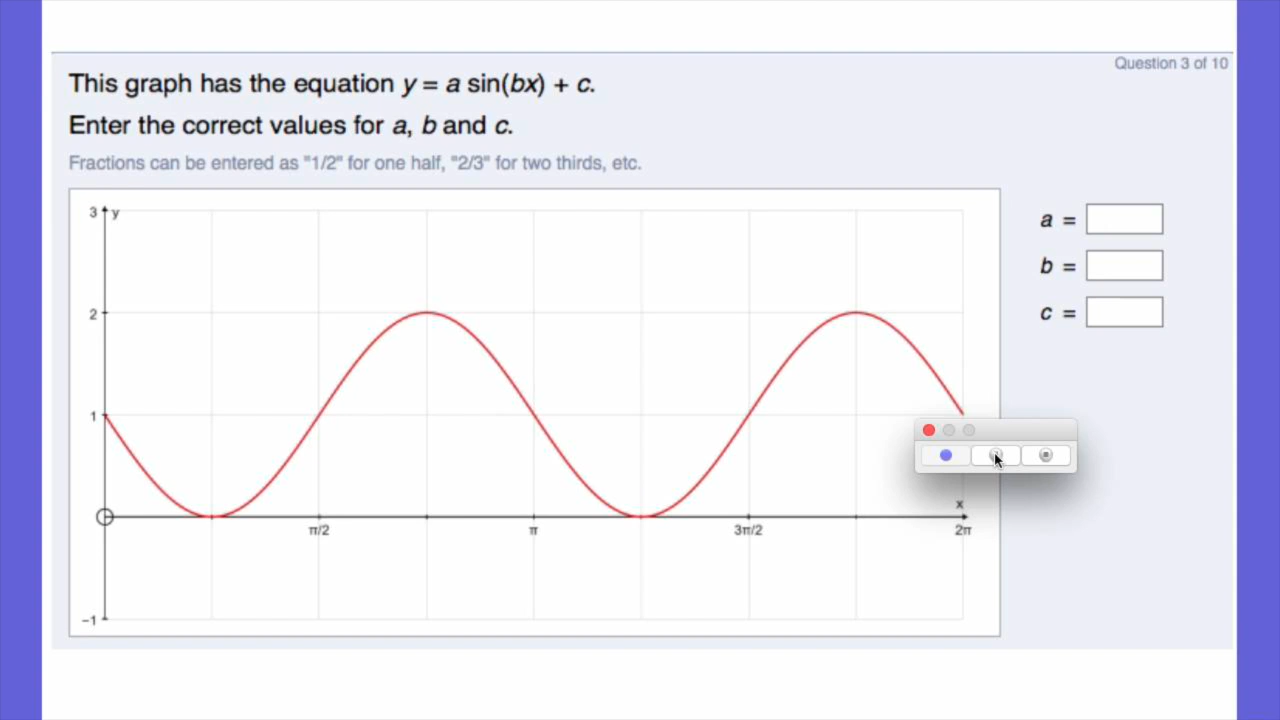 Question 3 of 10
This graph has the equation y = a sin(bx) + c.
Enter the correct values for a, b and c.
Fractions can be entered as "1/2" for one half, "2/3" for two thirds, etc.
3 y
2
1
−1
π/2 π 3π/2 2π
x
a =
b =
c =